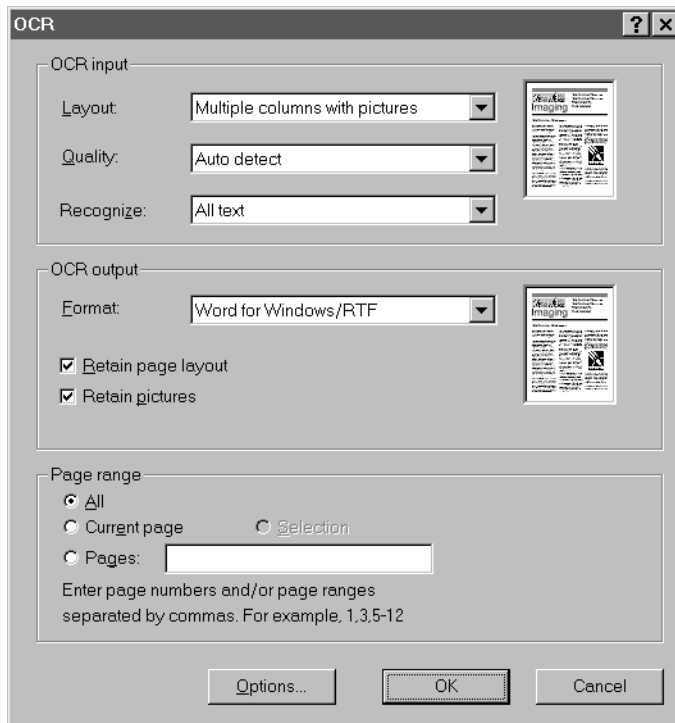 OCR
OCR input
Layout: Multiple columns with pictures
Imaging
Quality: Auto detect
Recognize: All text
OCR output
Format: Word for Windows/RTF
Imaging
Retain page layout
Retain pictures
Page range
All
Current page Selection
Pages:
Enter page numbers and/or page ranges
separated by commas. For example, 1,3,5-12
Options... OK Cancel